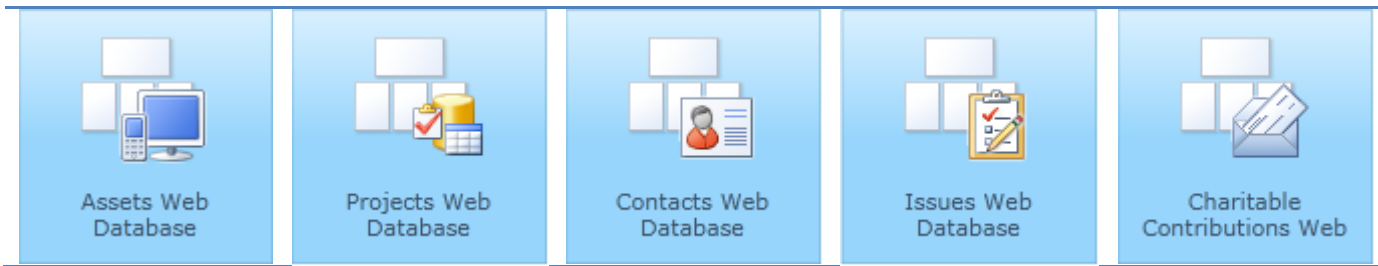 Assets Web
Database
Projects Web
Database
Contacts Web
Database
Issues Web
Database
Charitable
Contributions Web